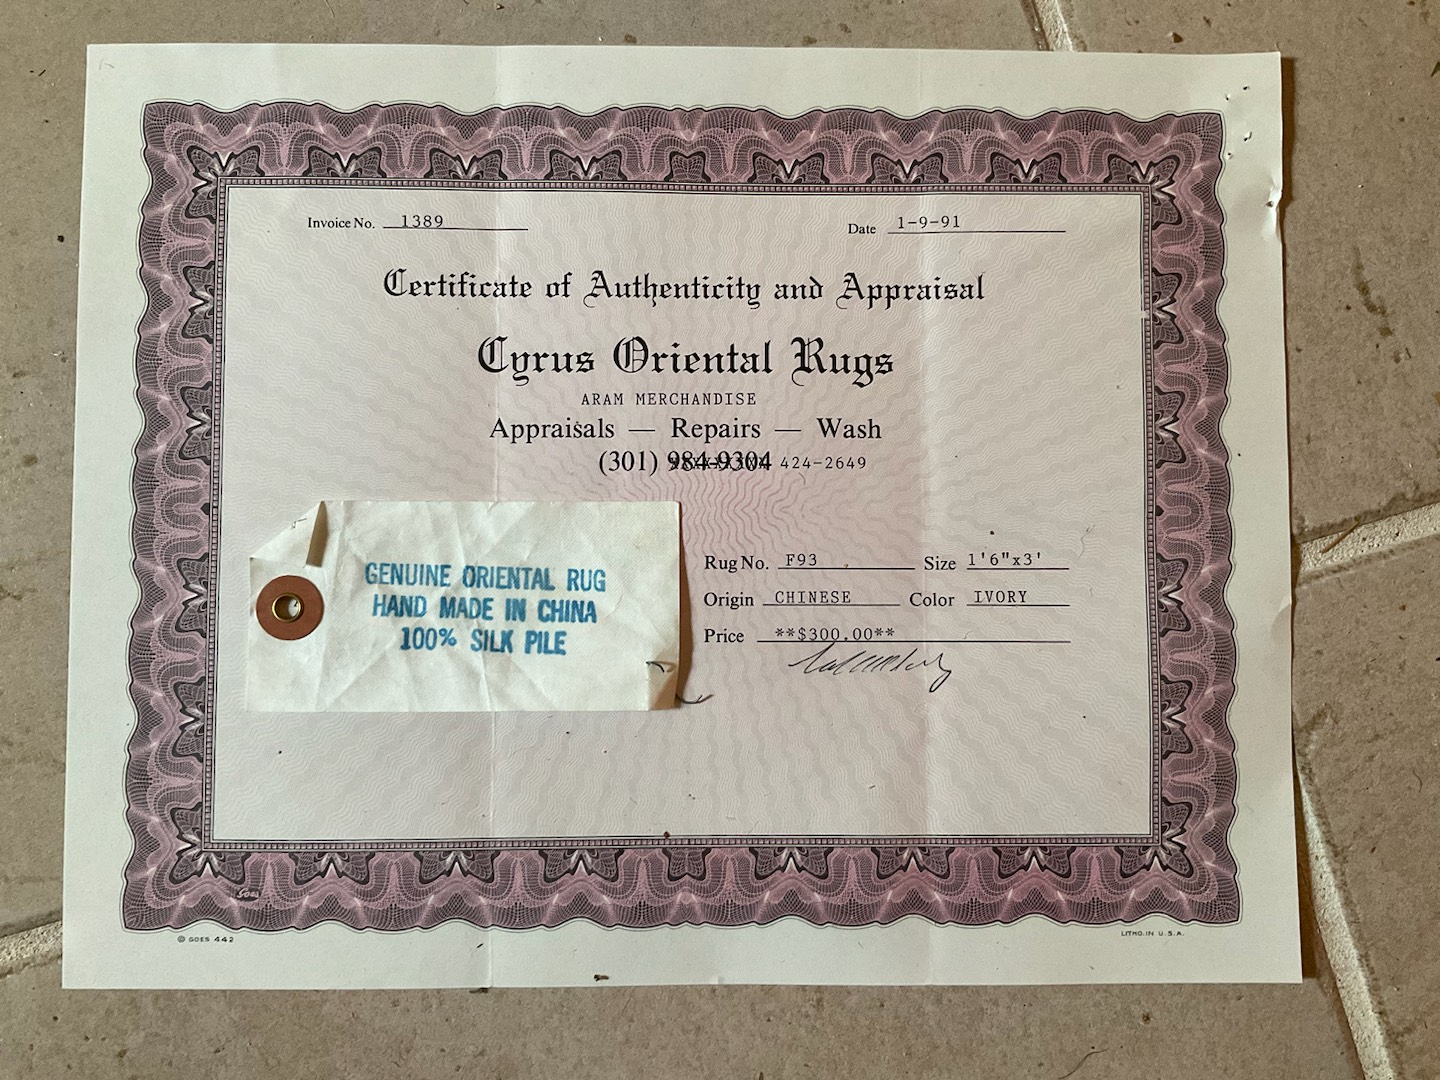 Invoice No. 1389
Date 1-9-91
Certificate of Authenticity and Appraisal
Cyrus Oriental Rugs
ARAM MERCHANDISE
Appraisals — Repairs — Wash
(301) 984-9304 424-2649
GENUINE ORIENTAL RUG
HAND MADE IN CHINA
100% SILK PILE
Rug No. F93 Size 1'6"x3'
Origin CHINESE Color IVORY
Price **$300.00**
Goes
© GOES 442
LITHO. IN U.S.A.